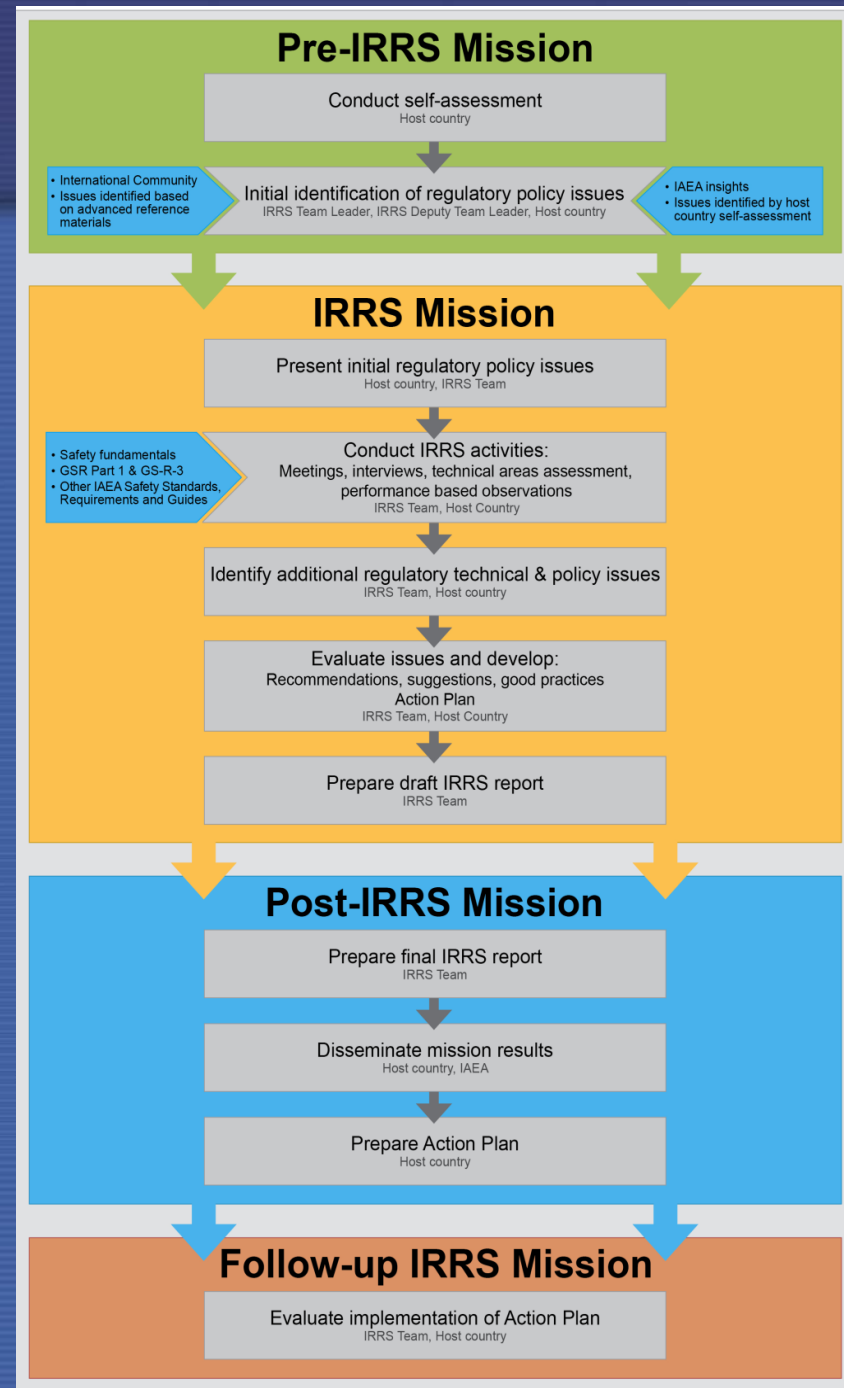 Pre-IRRS Mission
Conduct self-assessment
Host country
• International Community
• Issues identified based
on advanced reference
materials
Initial identification of regulatory policy issues
IRRS Team Leader, IRRS Deputy Team Leader, Host country
• IAEA insights
• Issues identified by host
country self-assessment
IRRS Mission
Present initial regulatory policy issues
Host country, IRRS Team
• Safety fundamentals
• GSR Part 1 & GS-R-3
• Other IAEA Safety Standards,
Requirements and Guides
Conduct IRRS activities:
Meetings, interviews, technical areas assessment,
performance based observations
IRRS Team, Host Country
Identify additional regulatory technical & policy issues
IRRS Team, Host country
Evaluate issues and develop:
Recommendations, suggestions, good practices
Action Plan
IRRS Team, Host Country
Prepare draft IRRS report
IRRS Team
Post-IRRS Mission
Prepare final IRRS report
IRRS Team
Disseminate mission results
Host country, IAEA
Prepare Action Plan
Host country
Follow-up IRRS Mission
Evaluate implementation of Action Plan
IRRS Team, Host country